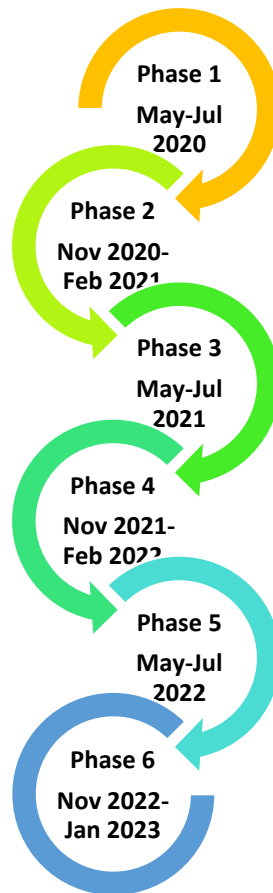 Phase 1
May-Jul
2020
Phase 2
Nov 2020-
Feb 2021
Phase 3
May-Jul
2021
Phase 4
Nov 2021-
Feb 2022
Phase 5
May-Jul
2022
Phase 6
Nov 2022-
Jan 2023